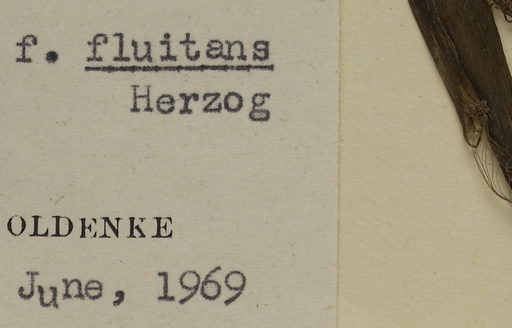 f. fluitans
Herzog
OLDENKE
June, 1969